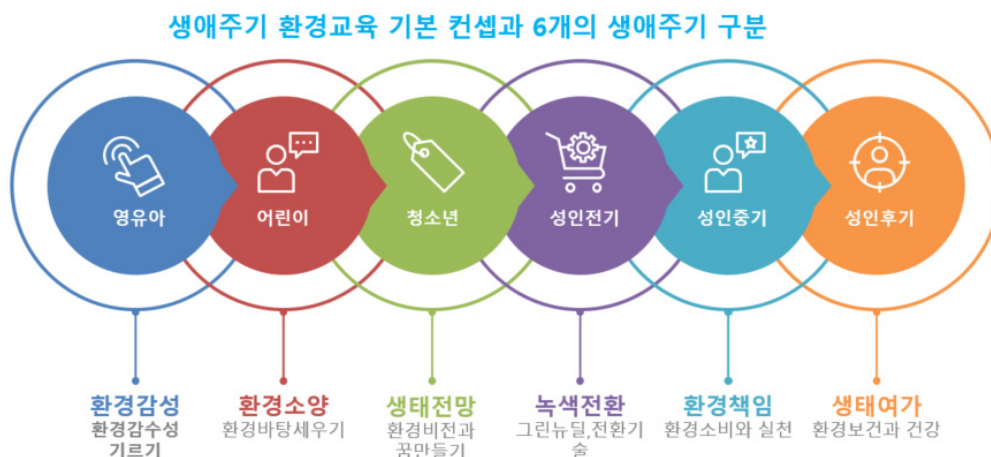 생애주기 환경교육 기본 컨셉과 6개의 생애주기 구분
영유아
어린이
청소년
성인전기
성인중기
성인후기
환경감성
환경감수성
기르기
환경소양
환경바탕세우기
생태전망
환경비전과
꿈만들기
녹색전환
그린뉴딜,전환기
술
환경책임
환경소비와 실천
생태여가
환경보건과 건강